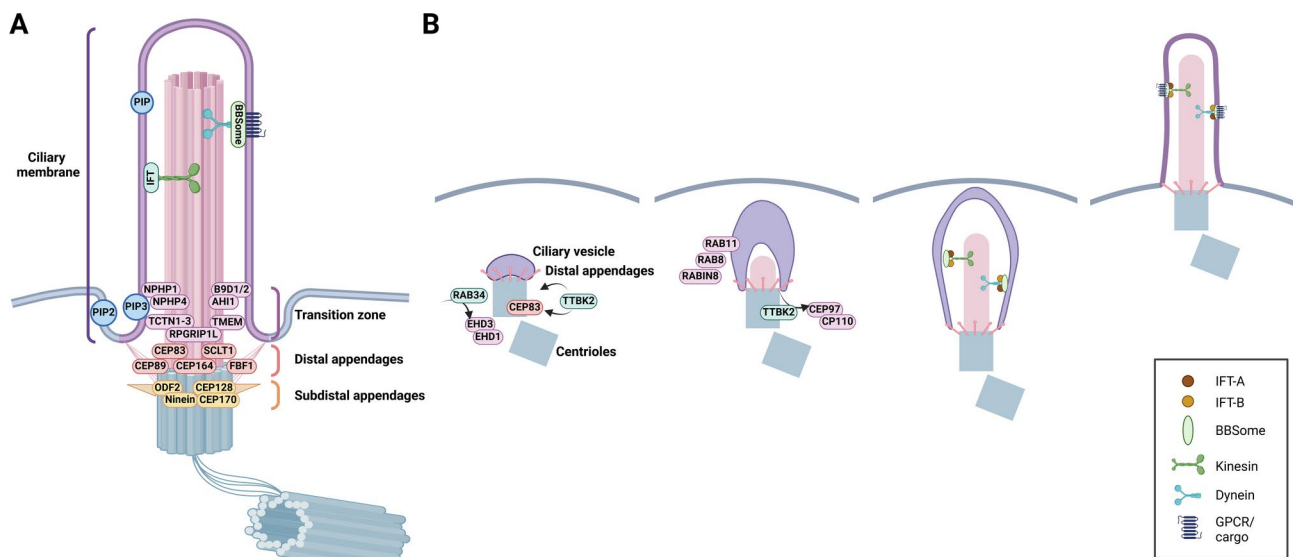 A
PIP
BBSome
Ciliary
membrane
IFT
NPHP1
B9D1/2
NPHP4
AHI1
PIP3
PIP2
TCTN1-3
TMEM
Transition zone
RPGRIP1L
CEP83
SCLT1
CEP89
CEP164
FBF1
Distal appendages
ODF2
CEP128
Ninein
CEP170
Subdistal appendages
B
Ciliary vesicle
Distal appendages
RAB34
CEP83
TTBK2
EHD3
EHD1
Centrioles
RAB11
RAB8
RABIN8
TTBK2
CEP97
CP110
IFT-A
IFT-B
BBSome
Kinesin
Dynein
GPCR/
cargo